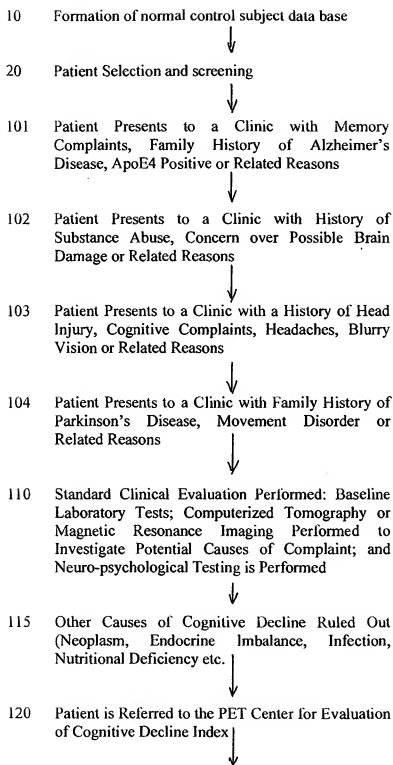 10 Formation of normal control subject data base
20 Patient Selection and screening
101 Patient Presents to a Clinic with Memory
Complaints, Family History of Alzheimer's
Disease, ApoE4 Positive or Related Reasons
102 Patient Presents to a Clinic with History of
Substance Abuse, Concern over Possible Brain
Damage or Related Reasons
103 Patient Presents to a Clinic with a History of Head
Injury, Cognitive Complaints, Headaches, Blurry
Vision or Related Reasons
104 Patient Presents to a Clinic with Family History of
Parkinson's Disease, Movement Disorder or
Related Reasons
110 Standard Clinical Evaluation Performed: Baseline
Laboratory Tests; Computerized Tomography or
Magnetic Resonance Imaging Performed to
Investigate Potential Causes of Complaint; and
Neuro-psychological Testing is Performed
115 Other Causes of Cognitive Decline Ruled Out
(Neoplasm, Endocrine Imbalance, Infection,
Nutritional Deficiency etc.
120 Patient is Referred to the PET Center for Evaluation
of Cognitive Decline Index